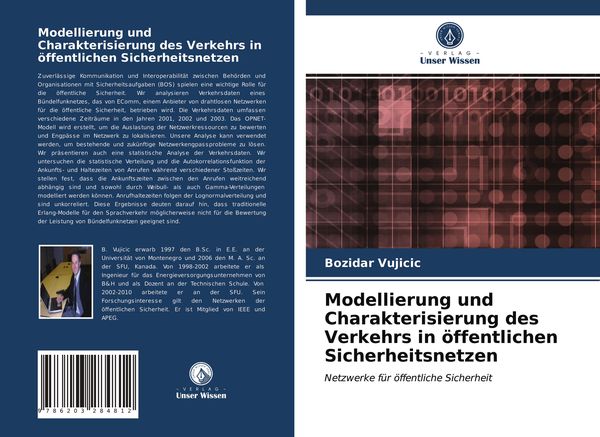 Modellierung und
Charakterisierung des Verkehrs in
öffentlichen Sicherheitsnetzen
Zuverlässige Kommunikation und Interoperabilität zwischen Behörden und
Organisationen mit Sicherheitsaufgaben (BOS) spielen eine wichtige Rolle für
die öffentliche Sicherheit. Wir analysieren Verkehrsdaten eines
Bündelfunknetzes, das von EComm, einem Anbieter von drahtlosen Netzwerken
für die öffentliche Sicherheit, betrieben wird. Die Verkehrsdaten umfassen
verschiedene Zeiträume in den Jahren 2001, 2002 und 2003. Das OPNET-
Modell wird erstellt, um die Auslastung der Netzwerkressourcen zu bewerten
und Engpässe im Netzwerk zu lokalisieren. Unsere Analyse kann verwendet
werden, um bestehende und zukünftige Netzwerkengpassprobleme zu lösen.
Wir präsentieren auch eine statistische Analyse der Verkehrsdaten. Wir
untersuchen die statistische Verteilung und die Autokorrelationsfunktion der
Ankunfts- und Haltezeiten von Anrufen während verschiedener Stoßzeiten. Wir
stellen fest, dass die Ankunftszeiten zwischen den Anrufen weitreichend
abhängig sind und sowohl durch Weibull- als auch Gamma-Verteilungen
modelliert werden können. Anrufhaltezeiten folgen der Lognormalverteilung und
sind unkorreliert. Diese Ergebnisse deuten darauf hin, dass traditionelle
Erlang-Modelle für den Sprachverkehr möglicherweise nicht für die Bewertung
der Leistung von Bündelfunknetzen geeignet sind.
B. Vujicic erwarb 1997 den B.Sc. in E.E. an der
Universität von Montenegro und 2006 den M. A. Sc. an
der SFU, Kanada. Von 1998-2002 arbeitete er als
Ingenieur für das Energieversorgungsunternehmen von
B&H und als Dozent an der Technischen Schule. Von
2002-2010 arbeitete er an der SFU. Sein
Forschungsinteresse gilt den Netzwerken der
öffentlichen Sicherheit. Er ist Mitglied von IEEE und
APEG.
9 786203 284812
VERLAG
Unser Wissen
VERLAG
Unser Wissen
Bozidar Vujicic
Modellierung und
Charakterisierung des
Verkehrs in öffentlichen
Sicherheitsnetzen
Netzwerke für öffentliche Sicherheit